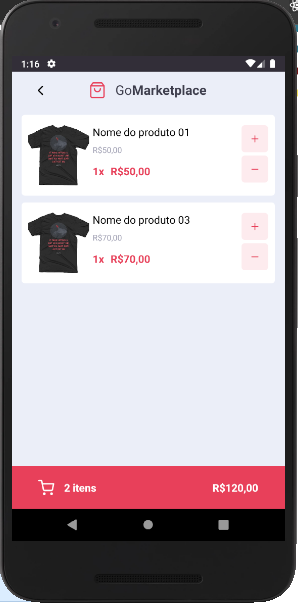 1:16
GoMarketplace
Nome do produto 01
R$50,00
1x R$50,00
+
−
Nome do produto 03
R$70,00
1x R$70,00
+
−
2 itens R$120,00